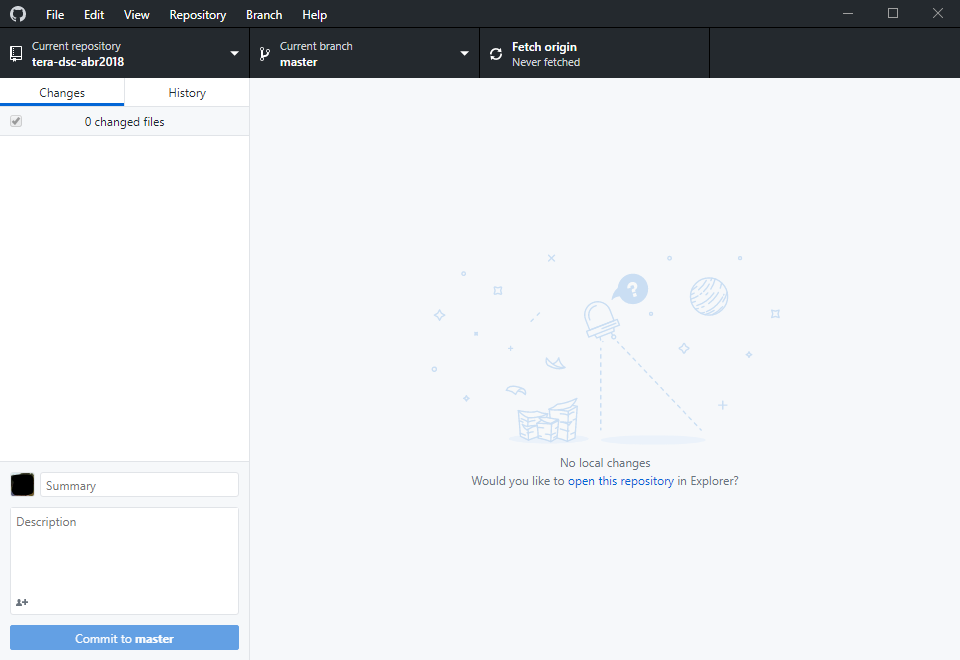 File Edit View Repository Branch Help
Current repository
tera-dsc-abr2018
Current branch
master
Fetch origin
Never fetched
Changes
History
0 changed files
?
No local changes
Would you like to open this repository in Explorer?
Summary
Description
Commit to master